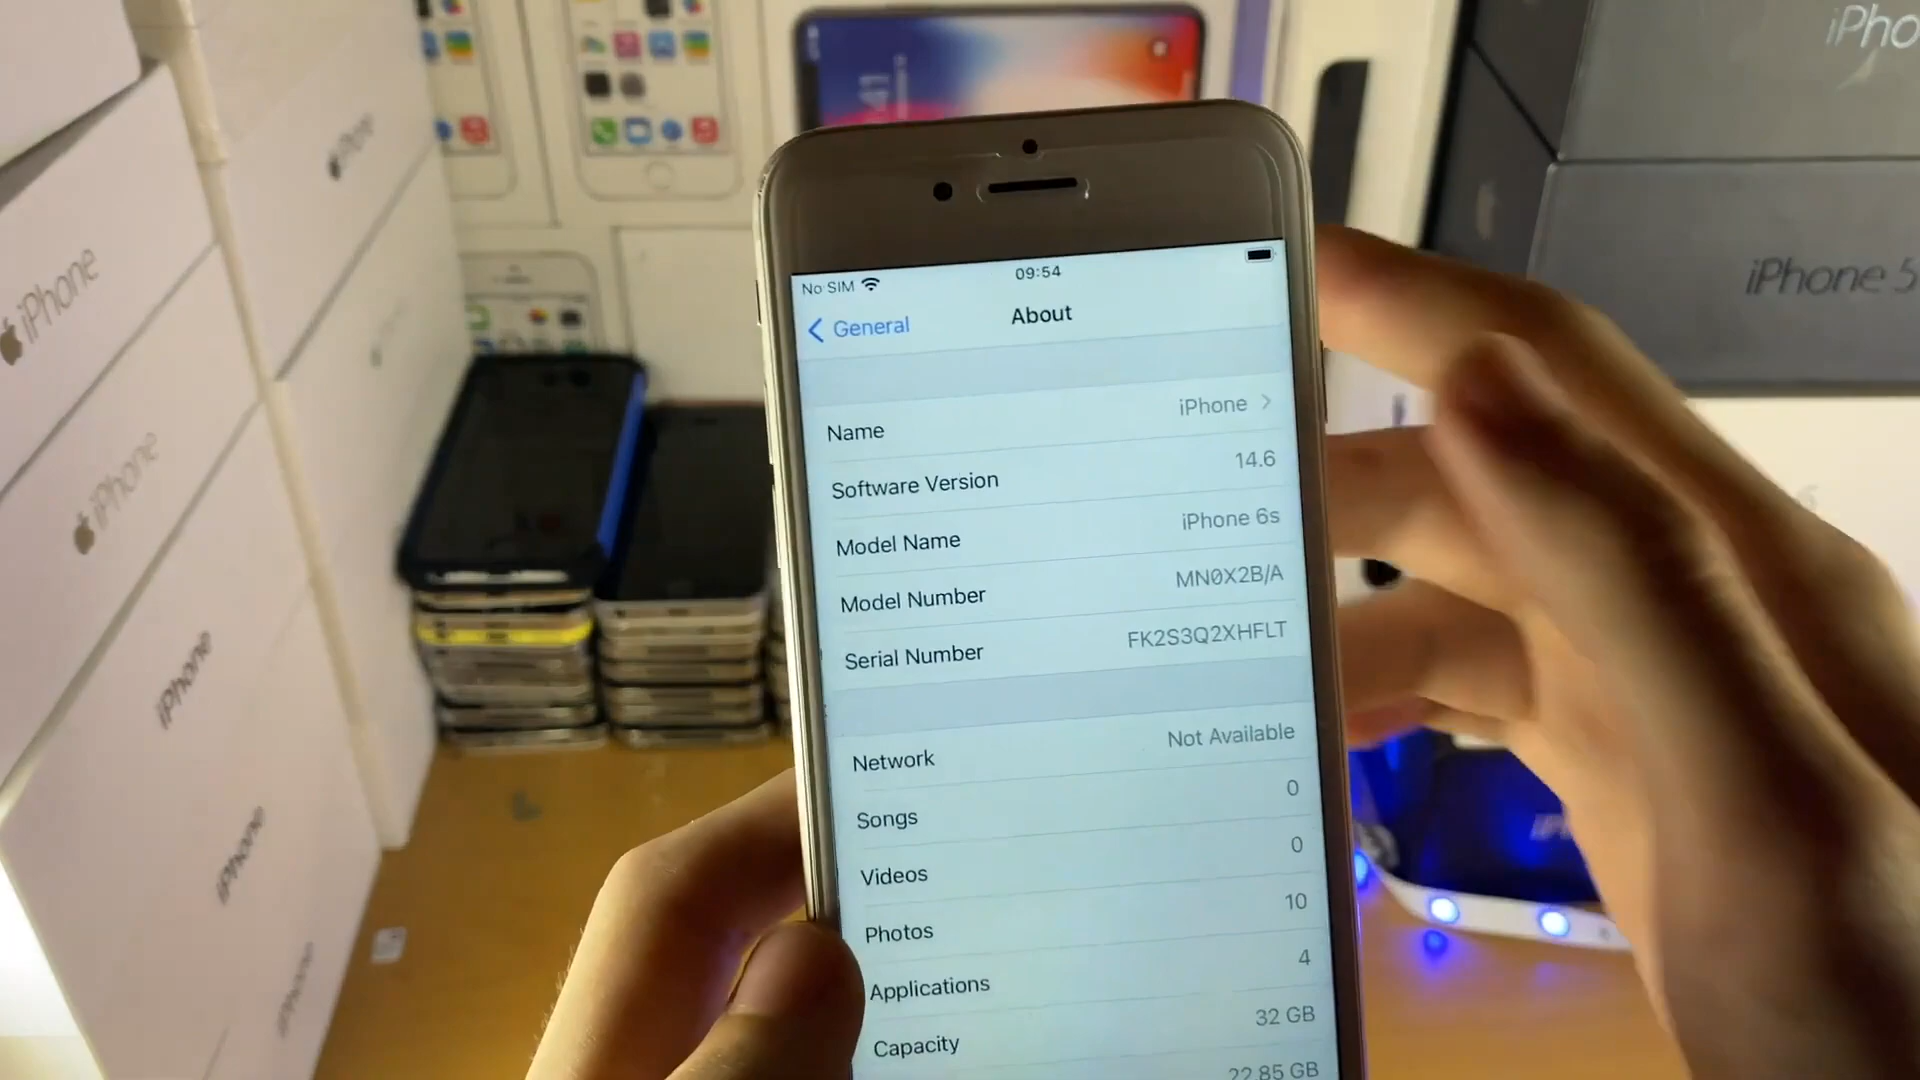 iPho
iPhone
iPhone 5
iPhone
iPhone
iPhone
iPhone
iPhone
No SIM
09:54
General
About
Name
iPhone
Software Version
14.6
Model Name
iPhone 6s
Model Number
MN0X2B/A
Serial Number
FK2S3Q2XHFLT
Network
Not Available
Songs
0
Videos
0
Photos
10
Applications
4
Capacity
32 GB
22.85 GB